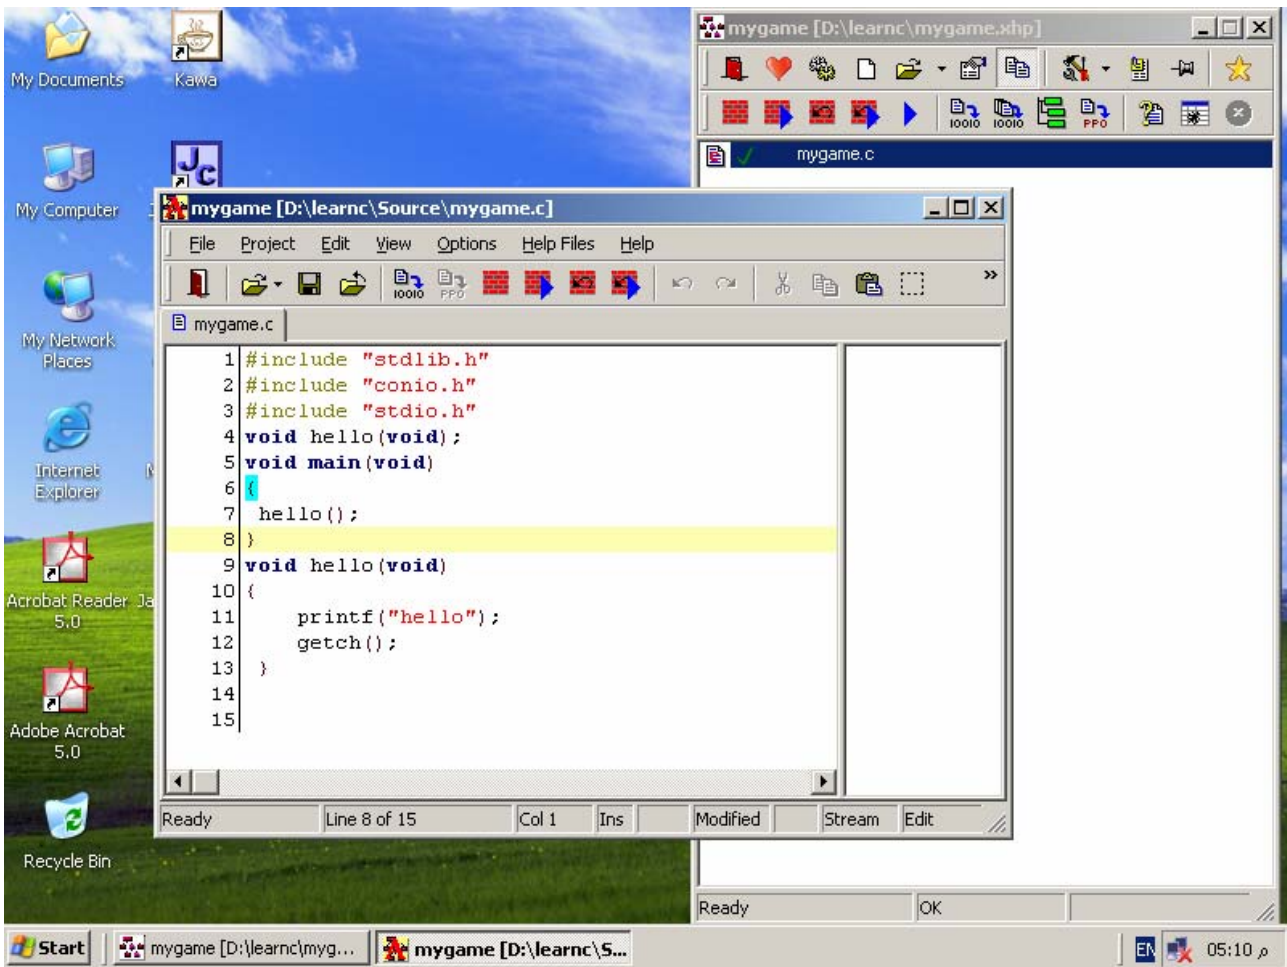 My Documents
Kawa
My Computer
My Network
Places
Internet
Explorer
Acrobat Reader
5.0
Ja
Adobe Acrobat
5.0
Recycle Bin
mygame [D:\learnc\mygame.xhp]
mygame.c
Ready
OK
mygame [D:\learnc\Source\mygame.c]
File Project Edit View Options Help Files Help
mygame.c
1 #include "stdlib.h"
2 #include "conio.h"
3 #include "stdio.h"
4 void hello(void);
5 void main(void)
6 {
7 hello();
8 }
9 void hello(void)
10 {
11 printf("hello");
12 getch();
13 }
14
15
Ready Line 8 of 15 Col 1 Ins Modified Stream Edit
Start mygame [D:\learnc\myg... mygame [D:\learnc\S... EN 05:10 م